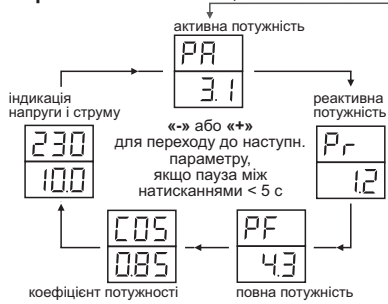 активна потужність
PA
3.1
індикація
напруги і струму
230
10.0
«-» або «+»
для переходу до наступн.
параметру,
якщо пауза між
натисканнями < 5 с
реактивна
потужність
Pr
1.2
COS
0.85
PF
4.3
коефіцієнт потужності
повна потужність